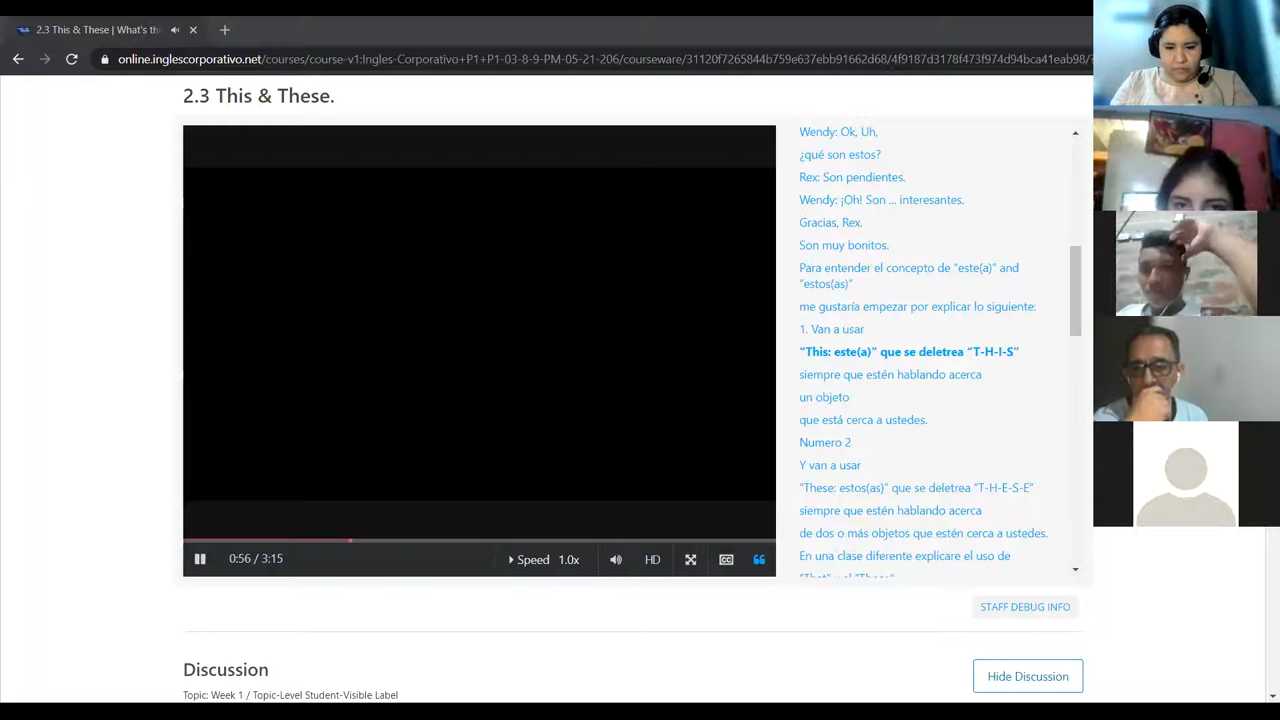 2.3 This & These | What's th
online.inglescorporativo.net/courses/course-v1:Ingles-Corporativo+P1+P1-03-8-9-PM-05-21-206/courseware/31120f7265844b759e637ebb91662d68/4f9187d3178f473f974d94bca41eab98/?
2.3 This & These.
Wendy: Ok, Uh,
¿qué son estos?
Rex: Son pendientes.
Wendy: ¡Oh! Son ... interesantes.
Gracias, Rex.
Son muy bonitos.
Para entender el concepto de “este(a)” and
“estos(as)”
me gustaría empezar por explicar lo siguiente:
1. Van a usar
“This: este(a)” que se deletrea “T-H-I-S”
siempre que estén hablando acerca
un objeto
que está cerca a ustedes.
Numero 2
Y van a usar
“These: estos(as)” que se deletrea “T-H-E-S-E”
siempre que estén hablando acerca
de dos o más objetos que estén cerca a ustedes.
En una clase diferente explicare el uso de
0:56 / 3:15
Speed 1.0x
HD
CC
STAFF DEBUG INFO
Discussion
Hide Discussion
Topic: Week 1 / Topic-Level Student-Visible Label